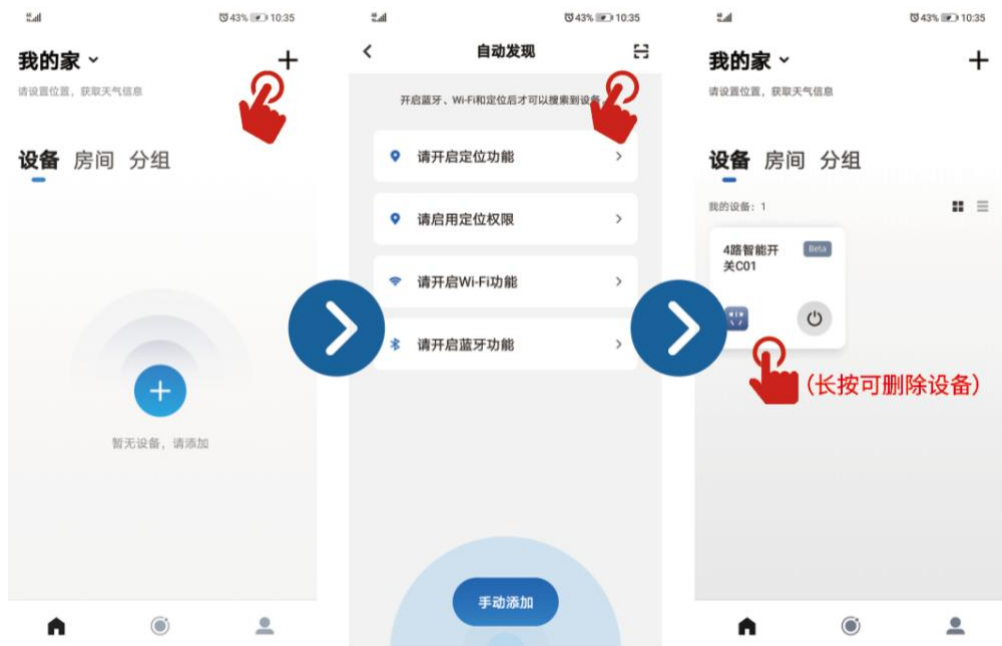 43% 10:35
我的家
请设置位置，获取天气信息
设备 房间 分组
暂无设备，请添加
43% 10:35
自动发现
开启蓝牙、Wi-Fi和定位后才可以搜索到设备
请开启定位功能
请启用定位权限
请开启Wi-Fi功能
请开启蓝牙功能
手动添加
43% 10:35
我的家
请设置位置，获取天气信息
设备 房间 分组
我的设备：1
4路智能开
关C01
Beta
（长按可删除设备）